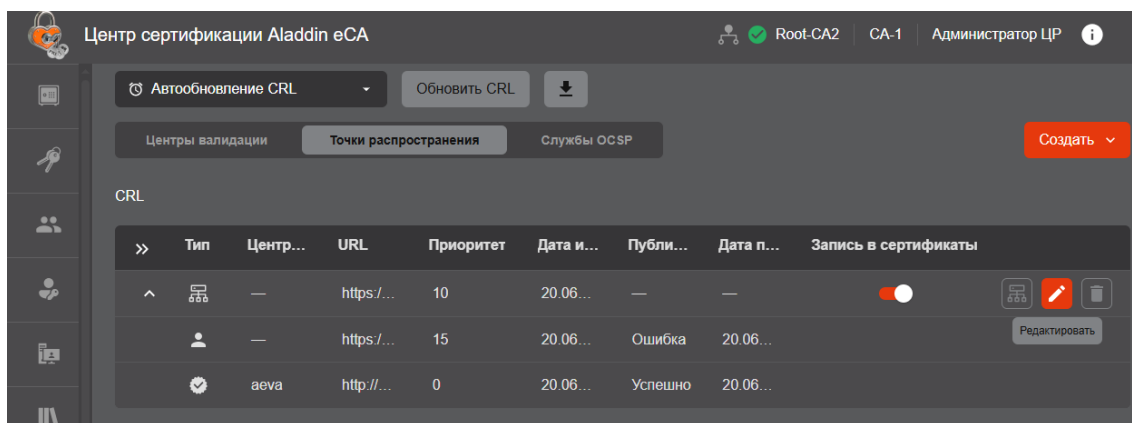 Центр сертификации Aladdin eCA Root-CA2 CA-1 Администратор ЦР
Автообновление CRL Обновить CRL
Центры валидации Точки распространения Службы OCSP Создать
CRL
Тип Центр... URL Приоритет Дата и... Публи... Дата п... Запись в сертификаты
— https:/... 10 20.06... — —
Редактировать
— https:/... 15 20.06... Ошибка 20.06...
aeva http://... 0 20.06... Успешно 20.06...